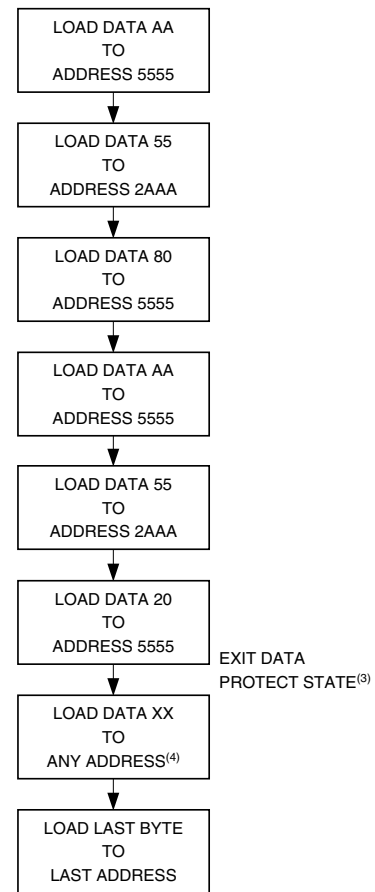 LOAD DATA AA
TO
ADDRESS 5555
LOAD DATA 55
TO
ADDRESS 2AAA
LOAD DATA 80
TO
ADDRESS 5555
LOAD DATA AA
TO
ADDRESS 5555
LOAD DATA 55
TO
ADDRESS 2AAA
LOAD DATA 20
TO
ADDRESS 5555
EXIT DATA
PROTECT STATE(3)
LOAD DATA XX
TO
ANY ADDRESS(4)
LOAD LAST BYTE
TO
LAST ADDRESS